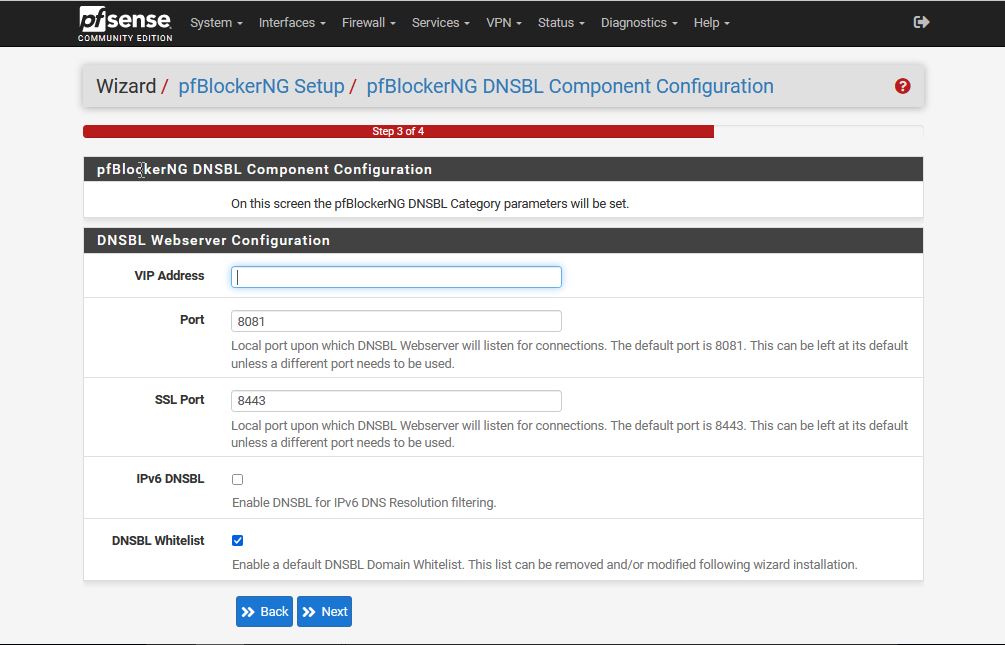 pfsense
COMMUNITY EDITION
System Interfaces Firewall Services VPN Status Diagnostics Help
Wizard / pfBlockerNG Setup / pfBlockerNG DNSBL Component Configuration
?
Step 3 of 4
pfBlockerNG DNSBL Component Configuration
On this screen the pfBlockerNG DNSBL Category parameters will be set.
DNSBL Webserver Configuration
VIP Address
Port
8081
Local port upon which DNSBL Webserver will listen for connections. The default port is 8081. This can be left at its default
unless a different port needs to be used.
SSL Port
8443
Local port upon which DNSBL Webserver will listen for connections. The default port is 8443. This can be left at its default
unless a different port needs to be used.
IPv6 DNSBL
Enable DNSBL for IPv6 DNS Resolution filtering.
DNSBL Whitelist
Enable a default DNSBL Domain Whitelist. This list can be removed and/or modified following wizard installation.
Back Next